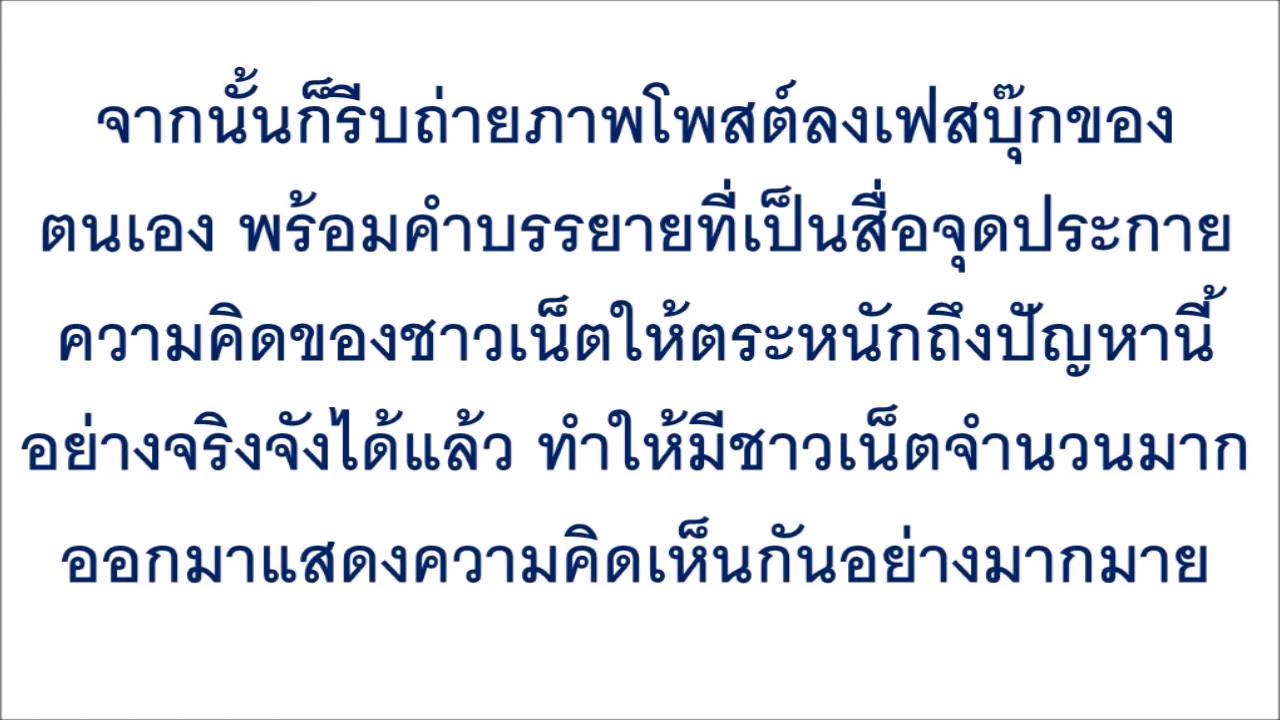 จากนั้นก็รีบถ่ายภาพโพสต์ลงเฟสบุ๊กของ
ตนเอง พร้อมคำบรรยายที่เป็นสื่อจุดประกาย
ความคิดของชาวเน็ตให้ตระหนักถึงปัญหานี้
อย่างจริงจังได้แล้ว ทำให้มีชาวเน็ตจำนวนมาก
ออกมาแสดงความคิดเห็นกันอย่างมากมาย